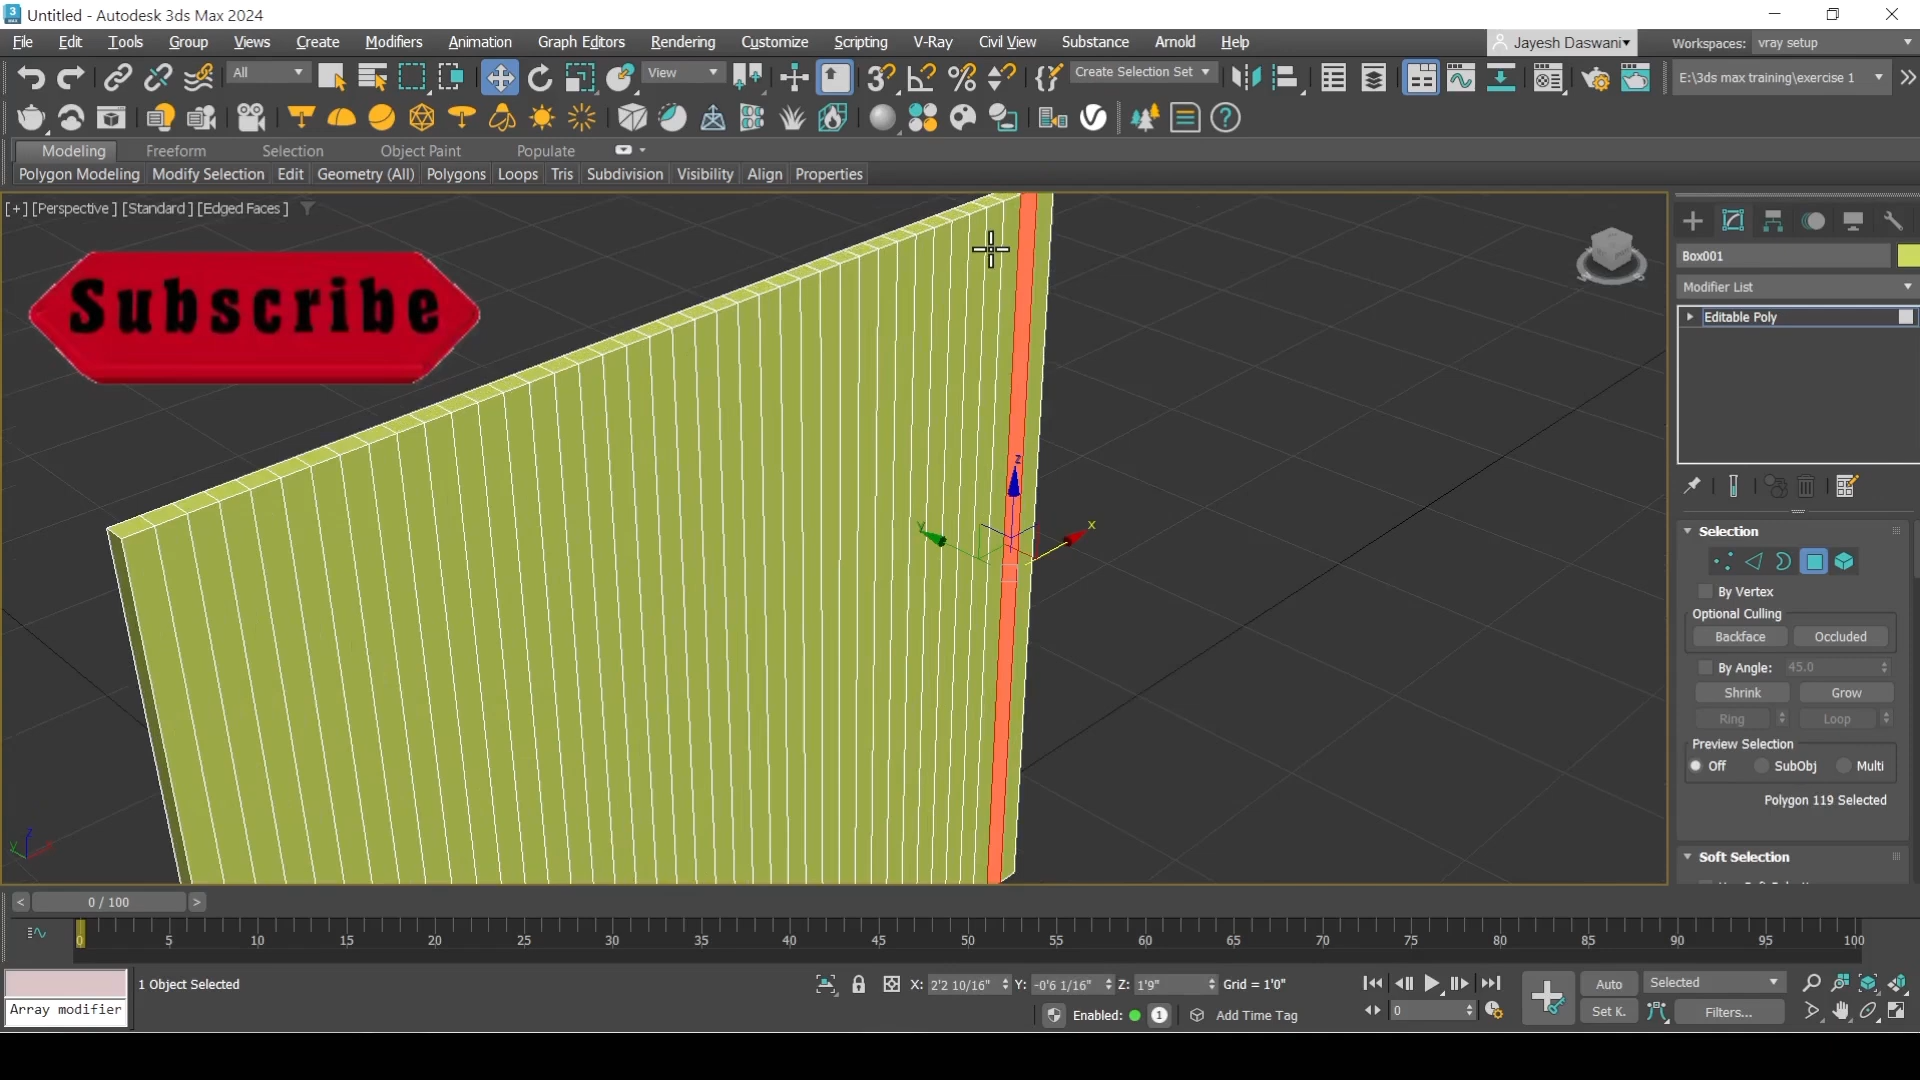 Untitled - Autodesk 3ds Max 2024
File Edit Tools Group Views Create Modifiers Animation Graph Editors Rendering Customize Scripting V-Ray Civil View Substance Arnold Help
Jayesh Daswani
Workspaces: vray setup
All
View
Create Selection Set
E:\3ds max training\exercise 1
Modeling Freeform Selection Object Paint Populate
Polygon Modeling Modify Selection Edit Geometry (All) Polygons Loops Tris Subdivision Visibility Align Properties
[+] [Perspective ] [Standard ] [Edged Faces ]
Subscribe
z
y
x
Box001
Modifier List
Editable Poly
Selection
By Vertex
Optional Culling
Backface Occluded
By Angle: 45.0
Shrink Grow
Ring Loop
Preview Selection
Off SubObj Multi
Polygon 119 Selected
Soft Selection
0 / 100
0 5 10 15 20 25 30 35 40 45 50 55 60 65 70 75 80 85 90 95 100
1 Object Selected
X: 2'2 10/16" Y: -0'6 1/16" Z: 1'9" Grid = 1'0"
Auto Selected
Array modifier
Enabled: 1 Add Time Tag
0
Set K. Filters...